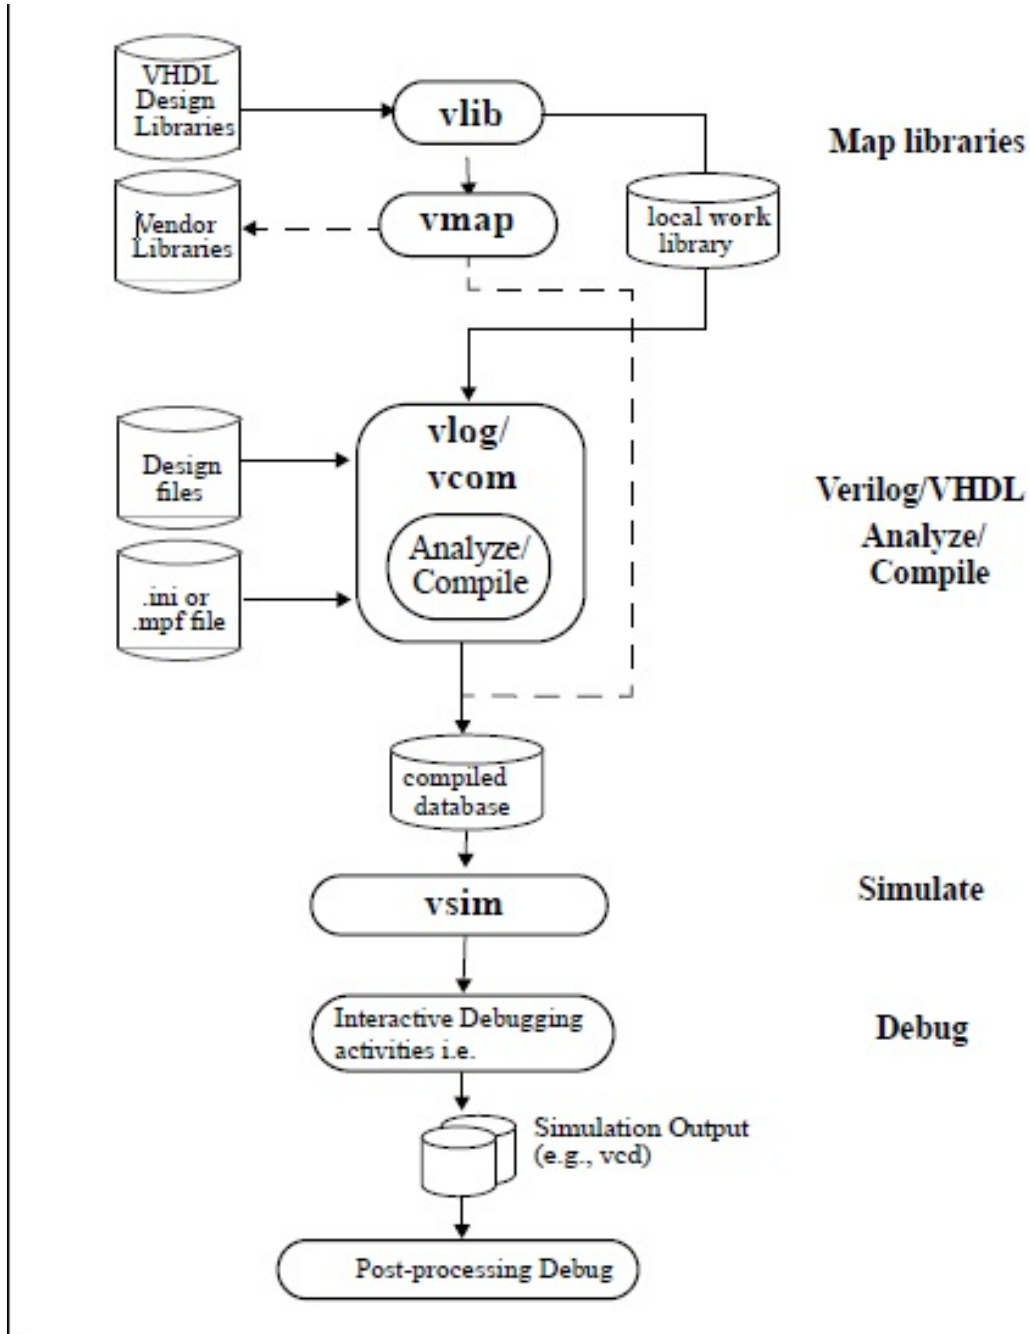 VHDL
Design
Libraries
vlib
Map libraries
Vendor
Libraries
vmap
local work
library
Design
files
vlog/
vcom
Verilog/VHDL
Analyze/
Compile
Analyze/
Compile
.ini or
.mpf file
compiled
database
vsim
Simulate
Interactive Debugging
activities i.e.
Debug
Simulation Output
(e.g., vcd)
Post-processing Debug